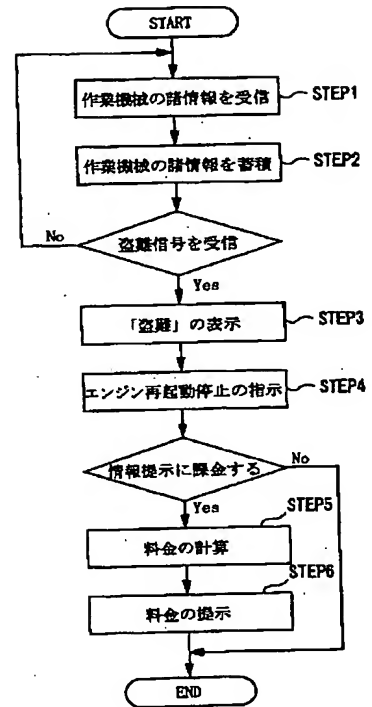 START
作業機械の諸情報を受信
STEP1
作業機械の諸情報を蓄積
STEP2
No
盗難信号を受信
Yes
「盗難」の表示
STEP3
エンジン再起動停止の指示
STEP4
情報提示に課金する
No
Yes
STEP5
料金の計算
STEP6
料金の提示
END